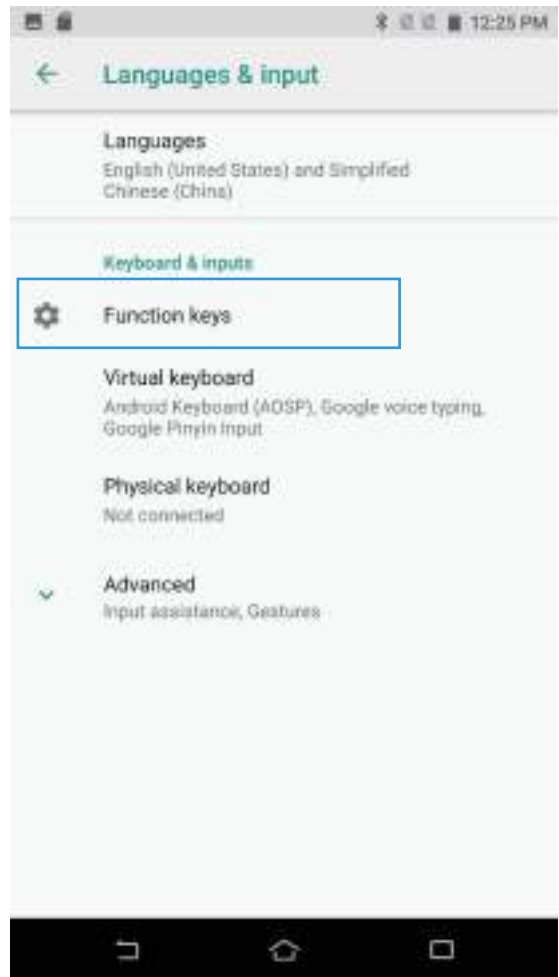 12:25 PM
Languages & input
Languages
English (United States) and Simplified
Chinese (China)
Keyboard & inputs
Function keys
Virtual keyboard
Android Keyboard (AOSP), Google voice typing,
Google Pinyin Input
Physical keyboard
Not connected
Advanced
Input assistance, Gestures